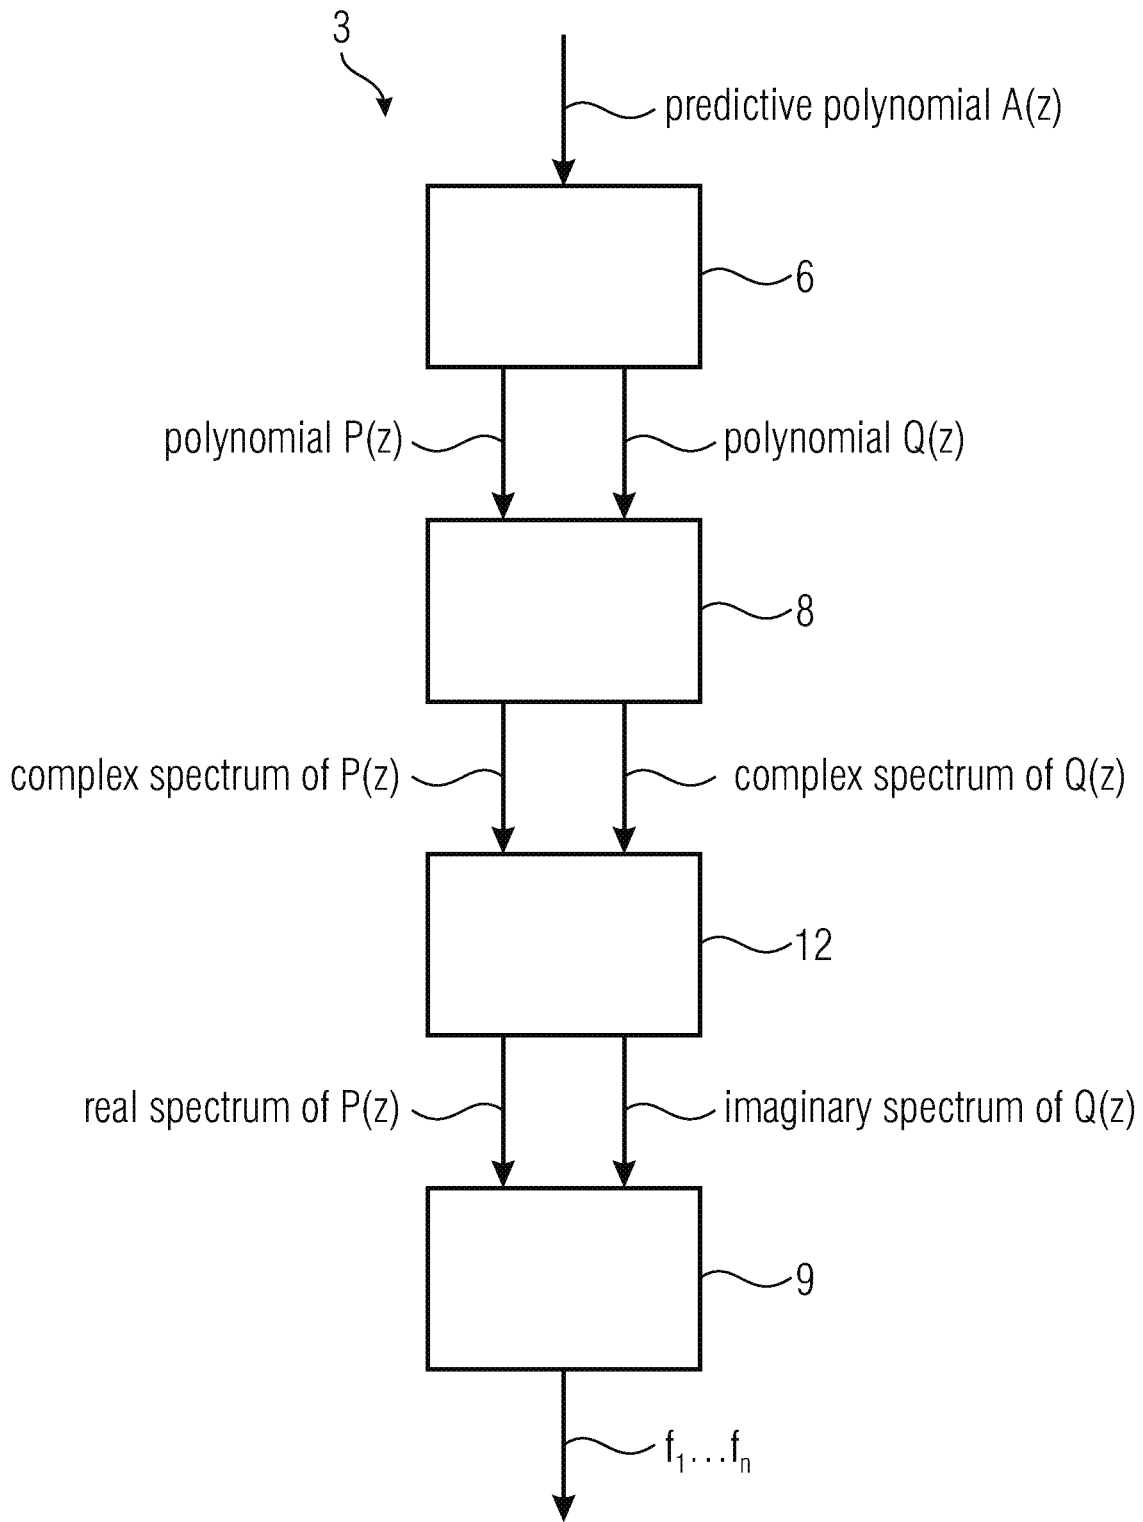 3
predictive polynomial A(z)
6
polynomial P(z)
polynomial Q(z)
8
complex spectrum of P(z)
complex spectrum of Q(z)
12
real spectrum of P(z)
imaginary spectrum of Q(z)
9
f₁...fₙ